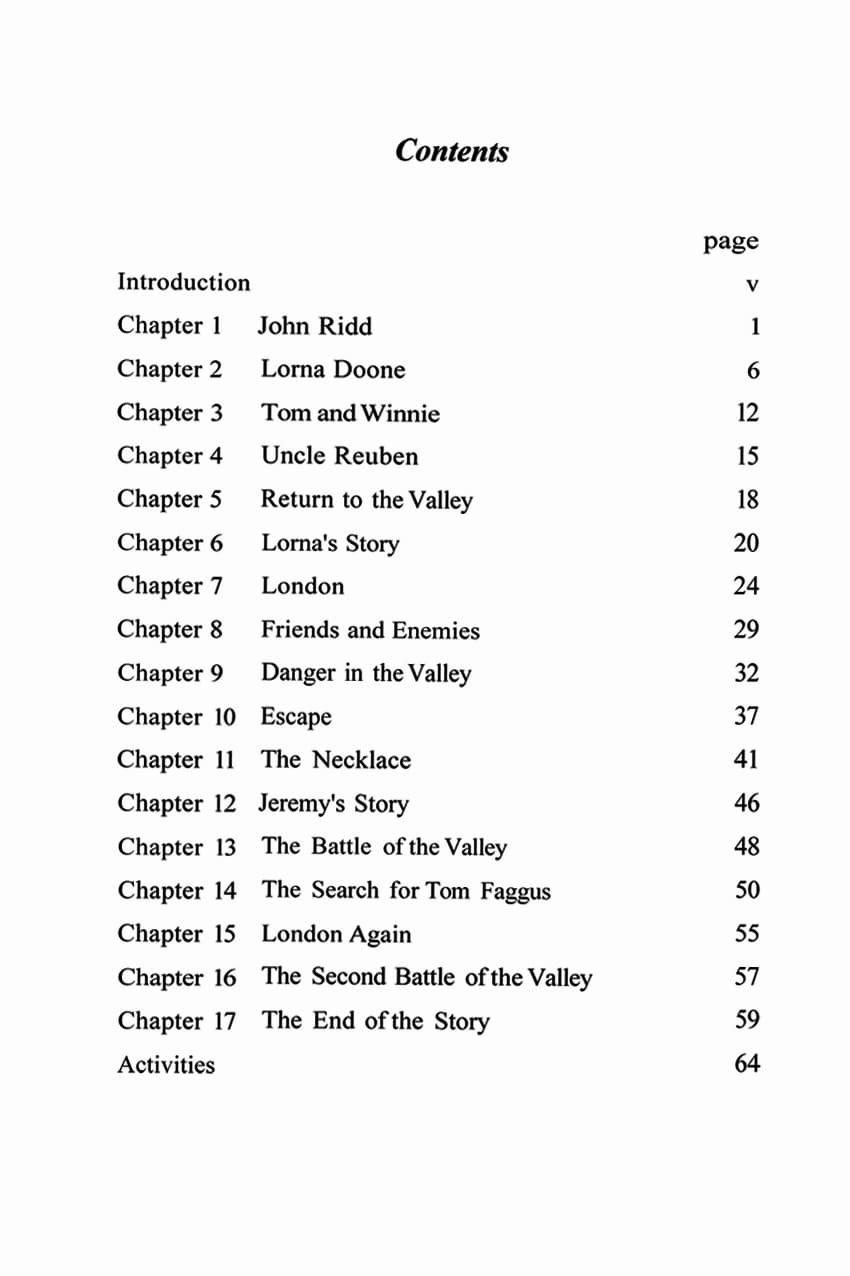 Contents
page
Introduction v
Chapter 1 John Ridd 1
Chapter 2 Lorna Doone 6
Chapter 3 Tom and Winnie 12
Chapter 4 Uncle Reuben 15
Chapter 5 Return to the Valley 18
Chapter 6 Lorna's Story 20
Chapter 7 London 24
Chapter 8 Friends and Enemies 29
Chapter 9 Danger in the Valley 32
Chapter 10 Escape 37
Chapter 11 The Necklace 41
Chapter 12 Jeremy's Story 46
Chapter 13 The Battle of the Valley 48
Chapter 14 The Search for Tom Faggus 50
Chapter 15 London Again 55
Chapter 16 The Second Battle of the Valley 57
Chapter 17 The End of the Story 59
Activities 64